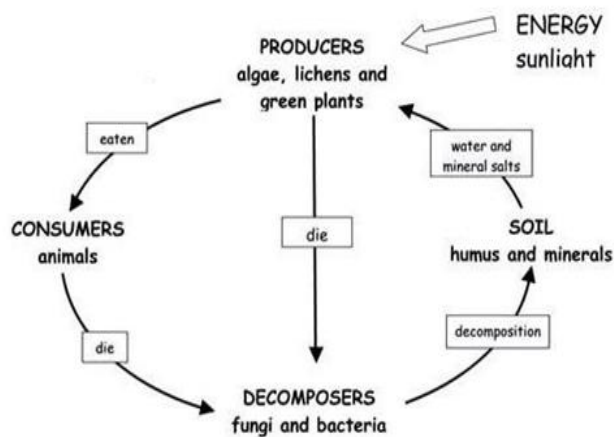 ENERGY
sunlight
PRODUCERS
algae, lichens and
green plants
eaten
water and
mineral salts
CONSUMERS
animals
die
SOIL
humus and minerals
die
decomposition
DECOMPOSERS
fungi and bacteria